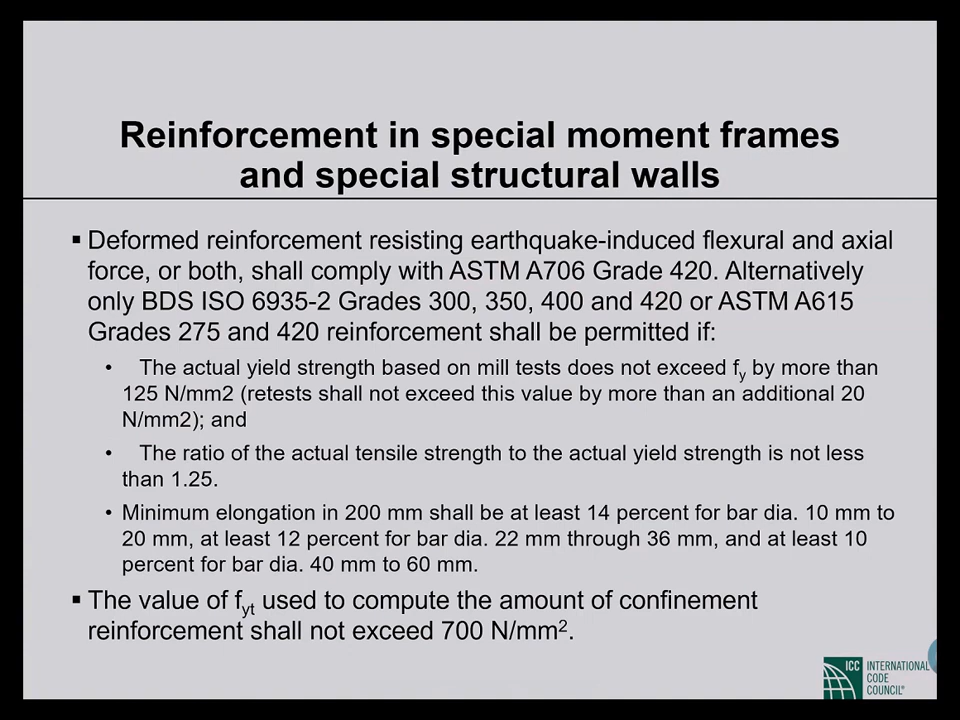 Reinforcement in special moment frames
and special structural walls
▪ Deformed reinforcement resisting earthquake-induced flexural and axial
force, or both, shall comply with ASTM A706 Grade 420. Alternatively
only BDS ISO 6935-2 Grades 300, 350, 400 and 420 or ASTM A615
Grades 275 and 420 reinforcement shall be permitted if:
• The actual yield strength based on mill tests does not exceed fy by more than
125 N/mm2 (retests shall not exceed this value by more than an additional 20
N/mm2); and
• The ratio of the actual tensile strength to the actual yield strength is not less
than 1.25.
• Minimum elongation in 200 mm shall be at least 14 percent for bar dia. 10 mm to
20 mm, at least 12 percent for bar dia. 22 mm through 36 mm, and at least 10
percent for bar dia. 40 mm to 60 mm.
▪ The value of fyt used to compute the amount of confinement
reinforcement shall not exceed 700 N/mm².
ICC INTERNATIONAL
CODE
COUNCIL®